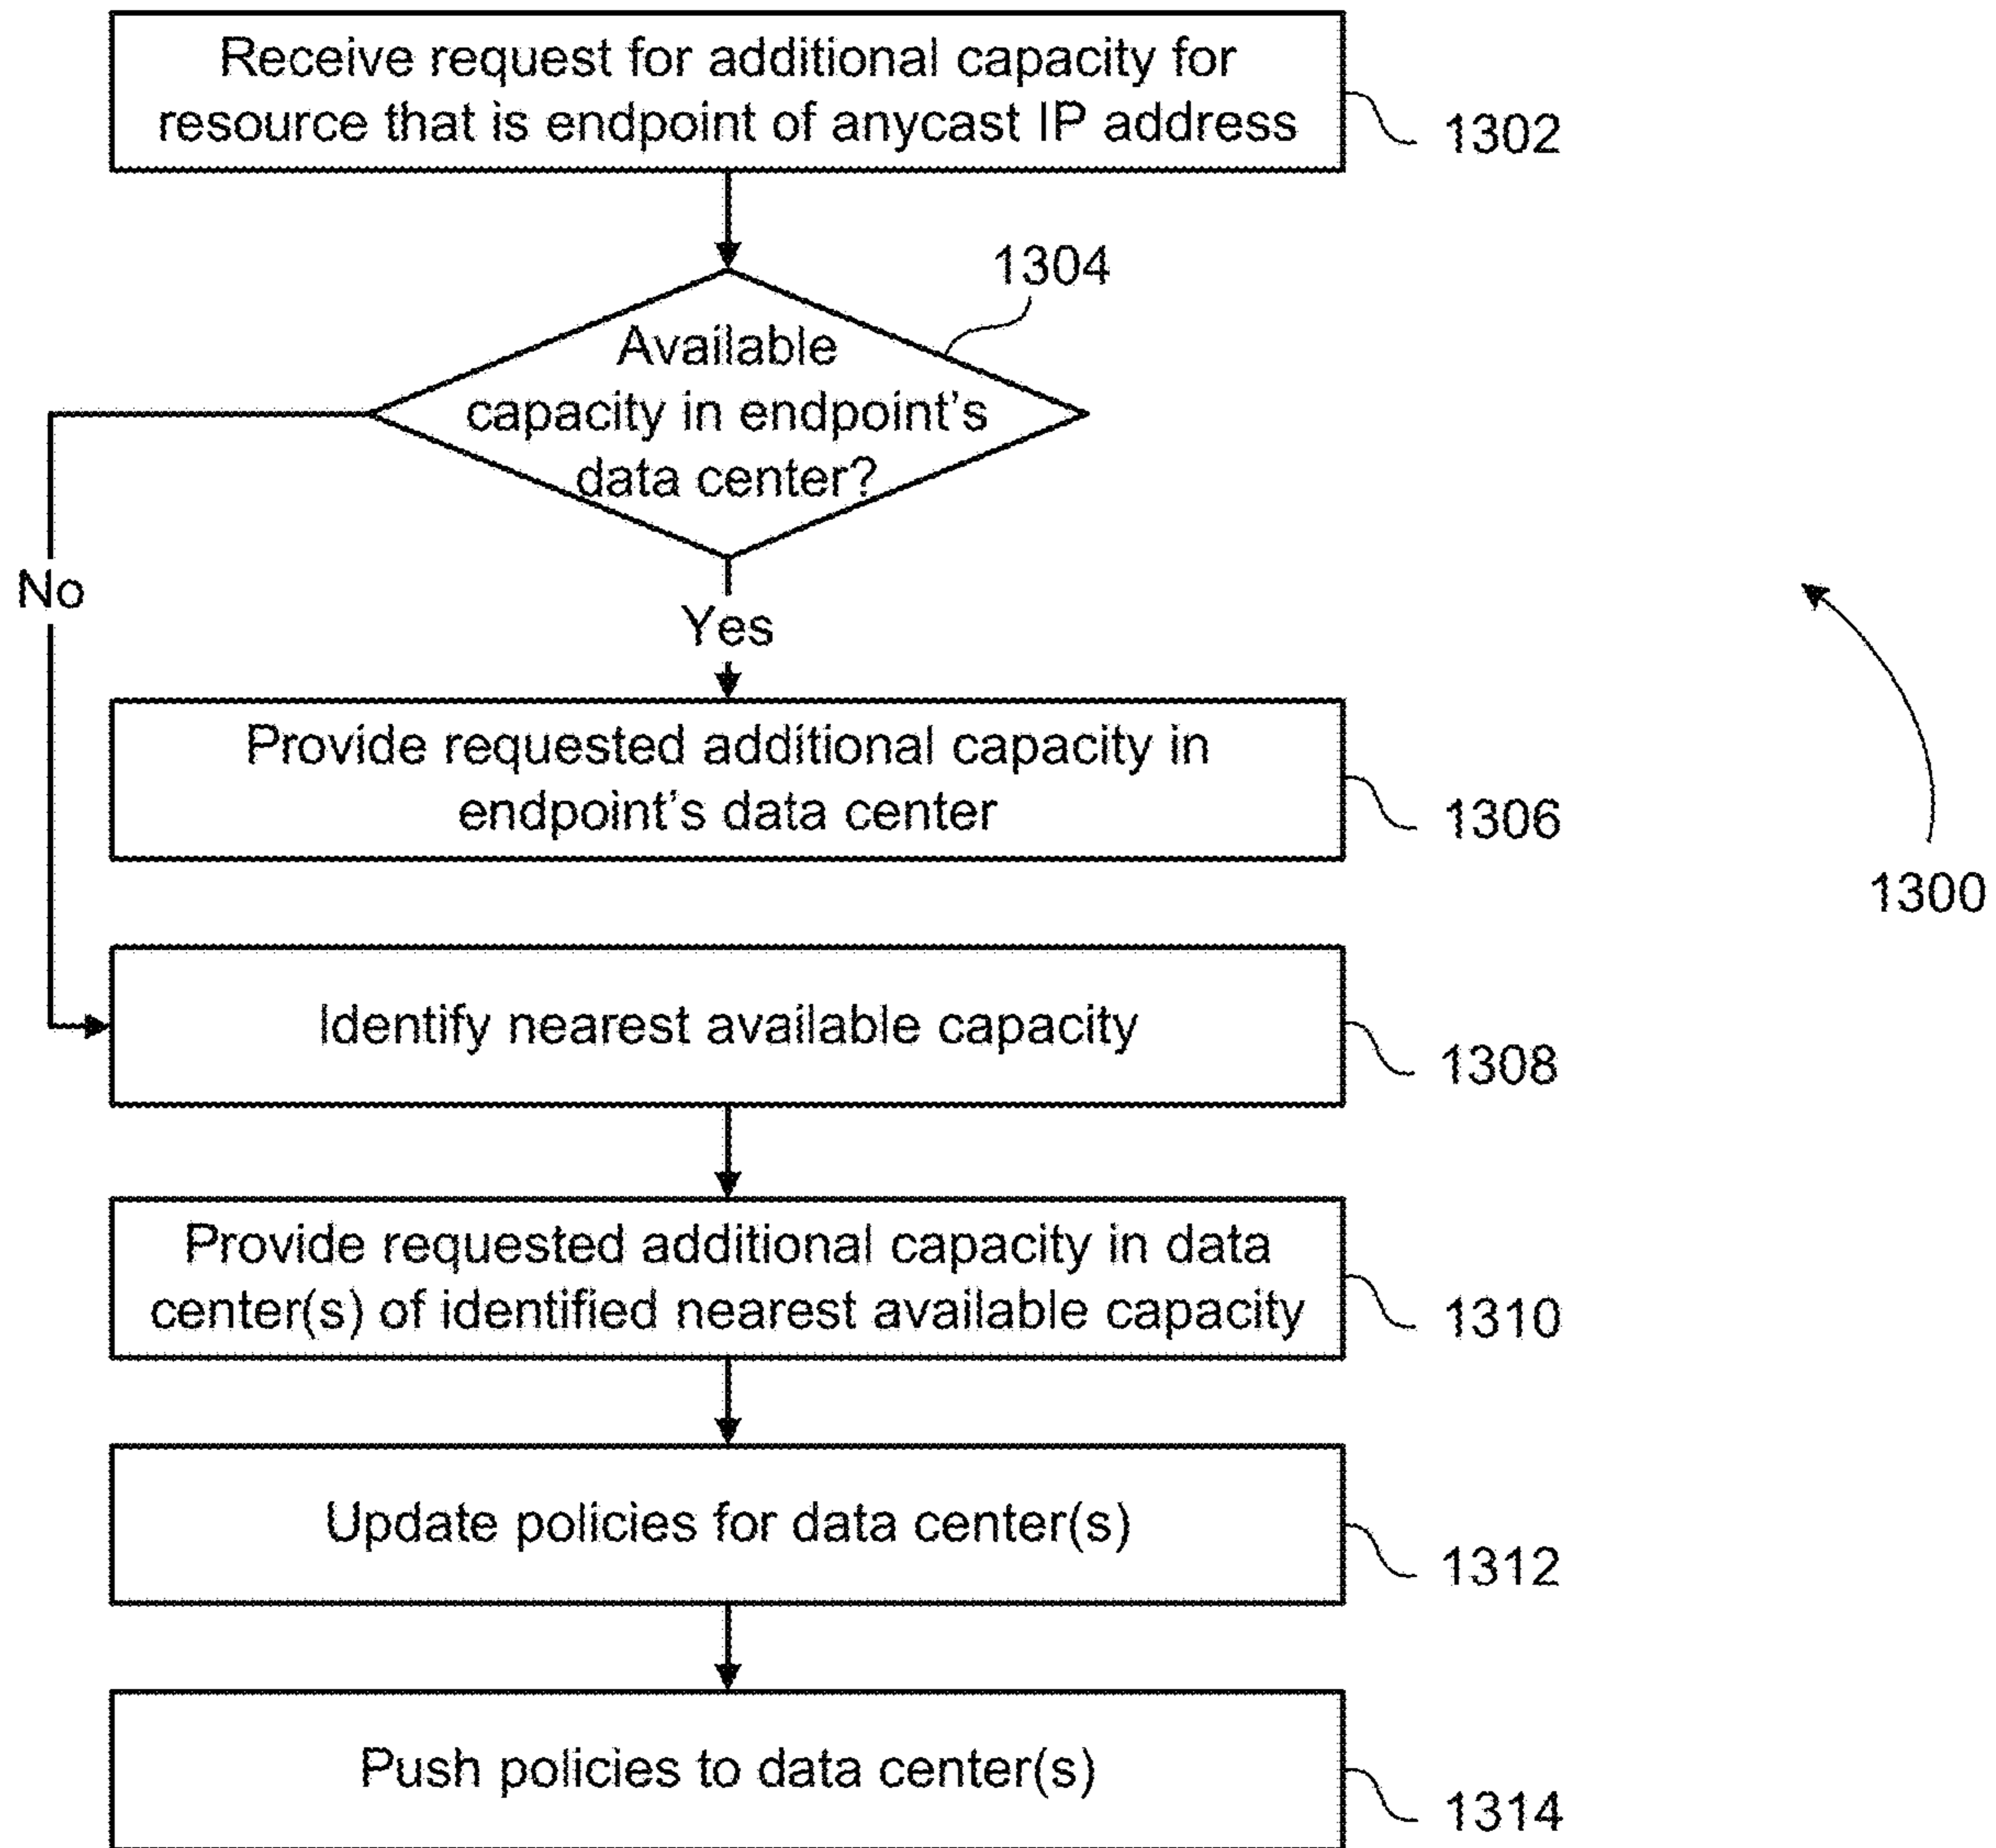 Receive request for additional capacity for
resource that is endpoint of anycast IP address
1302
1304
Available
capacity in endpoint's
data center?
No
Yes
Provide requested additional capacity in
endpoint's data center
1306
1300
Identify nearest available capacity
1308
Provide requested additional capacity in data
center(s) of identified nearest available capacity
1310
Update policies for data center(s)
1312
Push policies to data center(s)
1314